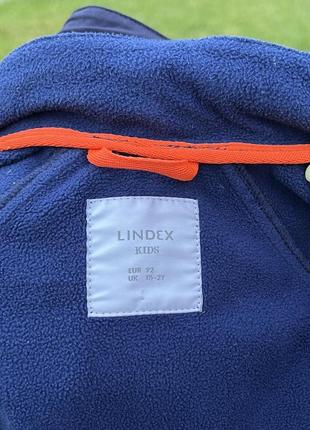 LINDEX
KIDS
EUR 92
UK 1½-2Y